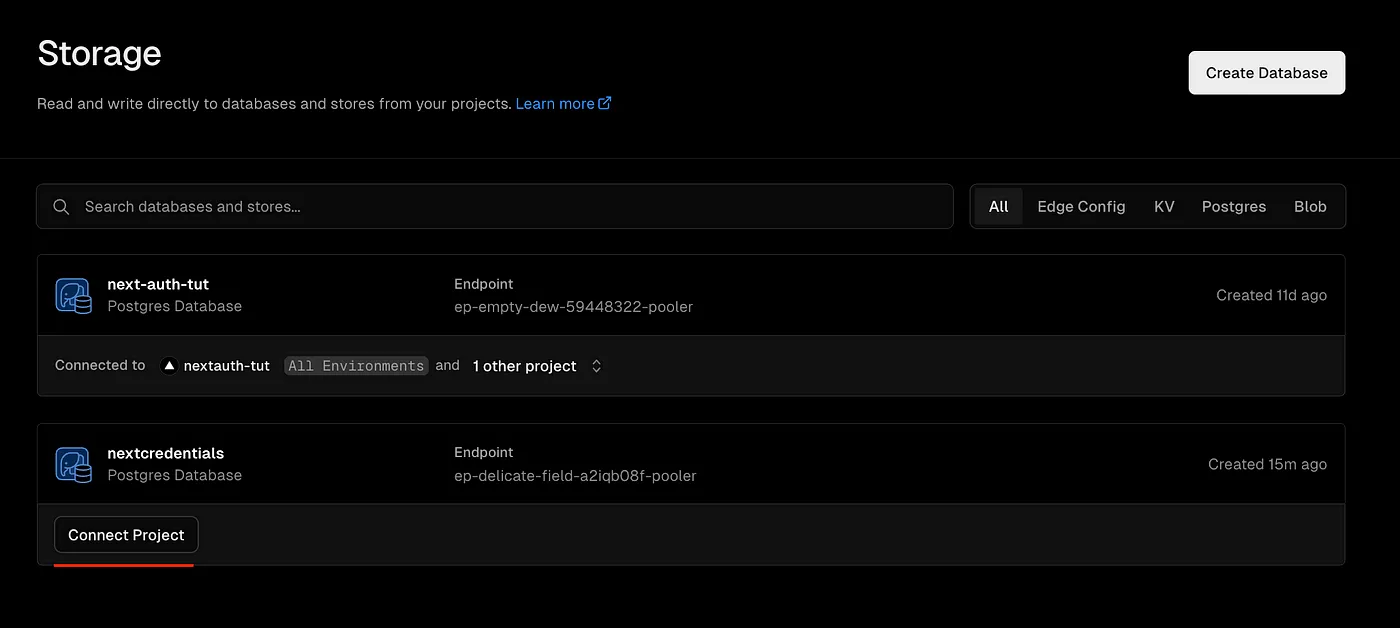 Storage
Create Database
Read and write directly to databases and stores from your projects. Learn more
Search databases and stores...
All Edge Config KV Postgres Blob
next-auth-tut
Postgres Database
Endpoint
ep-empty-dew-59448322-pooler
Created 11d ago
Connected to nextauth-tut All Environments and 1 other project
nextcredentials
Postgres Database
Endpoint
ep-delicate-field-a2iqb08f-pooler
Created 15m ago
Connect Project